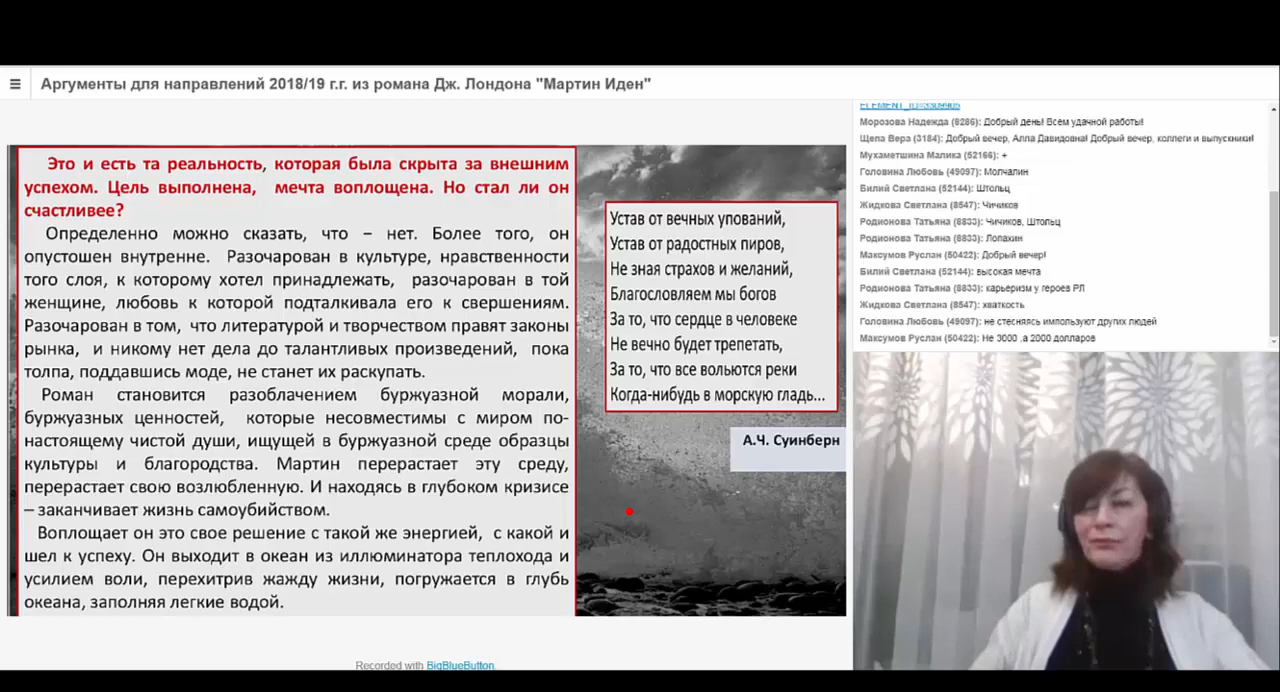 Аргументы для направлений 2018/19 г.г. из романа Дж. Лондона "Мартин Иден"
Это и есть та реальность, которая была скрыта за внешним
успехом. Цель выполнена, мечта воплощена. Но стал ли он
счастливее?
Определенно можно скаать, что – нет. Более того, он
опустошен внутренне. Разочарован в культуре, нравственности
того слоя, к которому хотел принадлежать, разочарован в той
женщине, любовь к которой подталкивала его к свершениям.
Разочарован в том, что литературой и творчеством правят законы
рынка, и никому нет дела до талантливых произведений, пока
толпа, поддавшись моде, не станет их раскупать.
Роман становится разоблачением буржуазной морали,
буржуазных ценностей, которые несовместимы с миром по-
настоящему чистой души, ищущей в буржуазной среде образцы
культуры и благородства. Мартин перерастает эту среду,
перерастает свою возлюбленную. И находясь в глубоком кризисе
– заканчивает жизнь самоубийством.
Воплощает он это свое решение с такой же энергией, с какой и
шел к успеху. Он выходит в океан из иллюминатора теплохода и
усилием воли, перехитрив жажду жизни, погружается в глубь
океана, заполняя легкие водой.
Устав от вечных упований,
Устав от радостных пиров,
Не зная страхов и желаний,
Благословляем мы богов
За то, что сердце в человеке
Не вечно будет трепетать,
За то, что все вольются реки
Когда-нибудь в морскую гладь...
А.Ч. Суинберн
Recorded with BigBlueButton.
Морозова Надежда (8286): Добрый день! Всем удачной работы!
Щепа Вера (3184): Добрый вечер, Алла Давидовна! Добрый вечер, коллеги и выпускники!
Мухаметшина Малика (52166): +
Головина Любовь (49097): Молчалин
Билий Светлана (52144): Штольц
Жидкова Светлана (8547): Чичиков
Родионова Татьяна (8833): Чичиков, Штольц
Родионова Татьяна (8833): Лопахин
Максумов Руслан (50422): Добрый вечер!
Билий Светлана (52144): высокая мечта
Родионова Татьяна (8833): карьеризм у героев РЛ
Жидкова Светлана (8547): хваткость
Головина Любовь (49097): не стесняясь импользуют других людей
Максумов Руслан (50422): Не 3000 ,а 2000 долларов